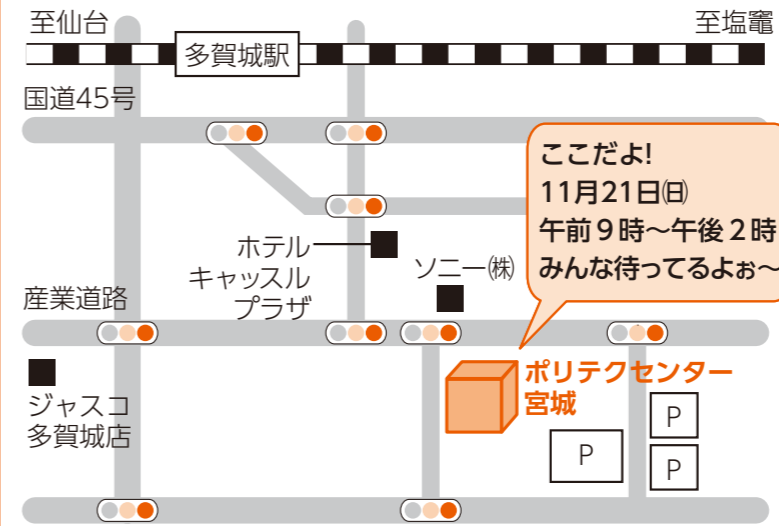 至仙台
至塩竈
多賀城駅
国道45号
ここだよ!
11月21日㈰
午前9時～午後2時
みんな待ってるよぉ～
ホテル
キャッスル
プラザ
ソニー㈱
産業道路
ポリテクセンター
宮城
ジャスコ
多賀城店
P
P
P